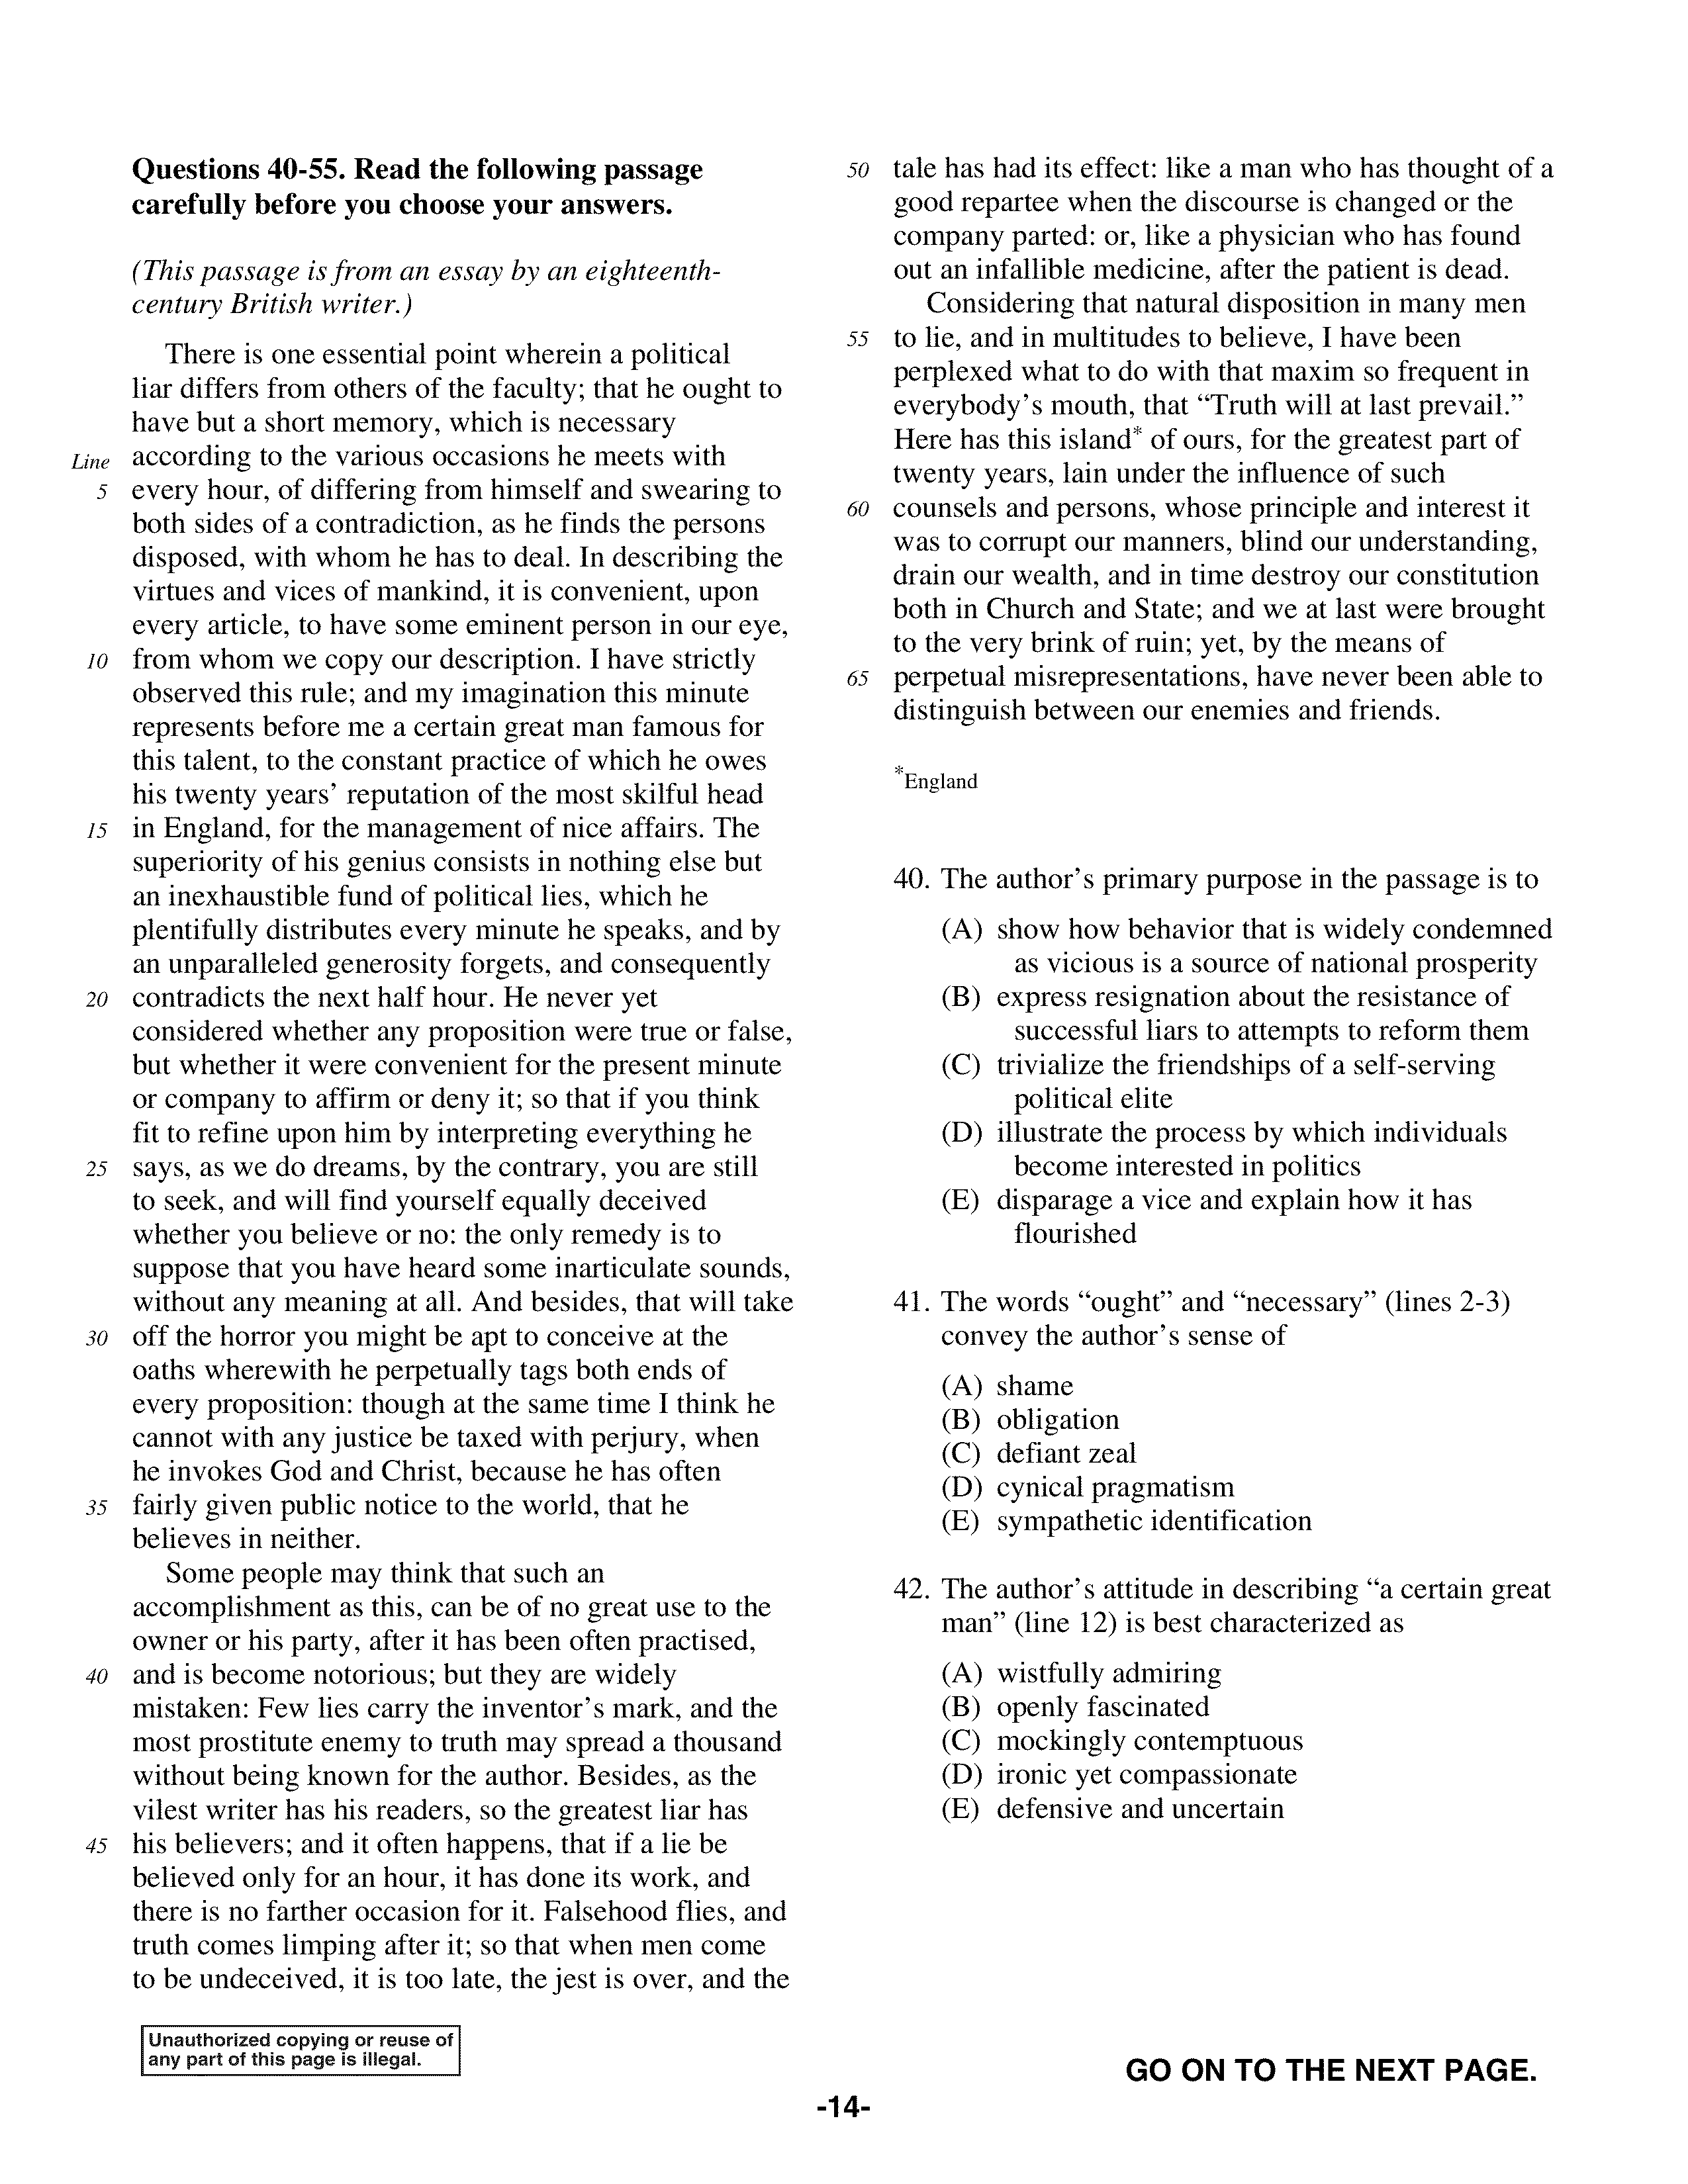 Questions 40-55. Read the following passage
carefully before you choose your answers.
(This passage is from an essay by an eighteenth-
century British writer.)
There is one essential point wherein a political
liar differs from others of the faculty; that he ought to
have but a short memory, which is necessary
Line according to the various occasions he meets with
5 every hour, of differing from himself and swearing to
both sides of a contradiction, as he finds the persons
disposed, with whom he has to deal. In describing the
virtues and vices of mankind, it is convenient, upon
every article, to have some eminent person in our eye,
10 from whom we copy our description. I have strictly
observed this rule; and my imagination this minute
represents before me a certain great man famous for
this talent, to the constant practice of which he owes
his twenty years’ reputation of the most skilful head
15 in England, for the management of nice affairs. The
superiority of his genius consists in nothing else but
an inexhaustible fund of political lies, which he
plentifully distributes every minute he speaks, and by
an unparalleled generosity forgets, and consequently
20 contradicts the next half hour. He never yet
considered whether any proposition were true or false,
but whether it were convenient for the present minute
or company to affirm or deny it; so that if you think
fit to refine upon him by interpreting everything he
25 says, as we do dreams, by the contrary, you are still
to seek, and will find yourself equally deceived
whether you believe or no: the only remedy is to
suppose that you have heard some inarticulate sounds,
without any meaning at all. And besides, that will take
30 off the horror you might be apt to conceive at the
oaths wherewith he perpetually tags both ends of
every proposition: though at the same time I think he
cannot with any justice be taxed with perjury, when
he invokes God and Christ, because he has often
35 fairly given public notice to the world, that he
believes in neither.
Some people may think that such an
accomplishment as this, can be of no great use to the
owner or his party, after it has been often practised,
40 and is become notorious; but they are widely
mistaken: Few lies carry the inventor’s mark, and the
most prostitute enemy to truth may spread a thousand
without being known for the author. Besides, as the
vilest writer has his readers, so the greatest liar has
45 his believers; and it often happens, that if a lie be
believed only for an hour, it has done its work, and
there is no farther occasion for it. Falsehood flies, and
truth comes limping after it; so that when men come
to be undeceived, it is too late, the jest is over, and the
50 tale has had its effect: like a man who has thought of a
good repartee when the discourse is changed or the
company parted: or, like a physician who has found
out an infallible medicine, after the patient is dead.
Considering that natural disposition in many men
55 to lie, and in multitudes to believe, I have been
perplexed what to do with that maxim so frequent in
everybody’s mouth, that “Truth will at last prevail.”
Here has this island* of ours, for the greatest part of
twenty years, lain under the influence of such
60 counsels and persons, whose principle and interest it
was to corrupt our manners, blind our understanding,
drain our wealth, and in time destroy our constitution
both in Church and State; and we at last were brought
to the very brink of ruin; yet, by the means of
65 perpetual misrepresentations, have never been able to
distinguish between our enemies and friends.
*England
40. The author’s primary purpose in the passage is to
(A) show how behavior that is widely condemned
as vicious is a source of national prosperity
(B) express resignation about the resistance of
successful liars to attempts to reform them
(C) trivialize the friendships of a self-serving
political elite
(D) illustrate the process by which individuals
become interested in politics
(E) disparage a vice and explain how it has
flourished
41. The words “ought” and “necessary” (lines 2-3)
convey the author’s sense of
(A) shame
(B) obligation
(C) defiant zeal
(D) cynical pragmatism
(E) sympathetic identification
42. The author’s attitude in describing “a certain great
man” (line 12) is best characterized as
(A) wistfully admiring
(B) openly fascinated
(C) mockingly contemptuous
(D) ironic yet compassionate
(E) defensive and uncertain
Unauthorized copying or reuse of
any part of this page is illegal.
GO ON TO THE NEXT PAGE.
-14-